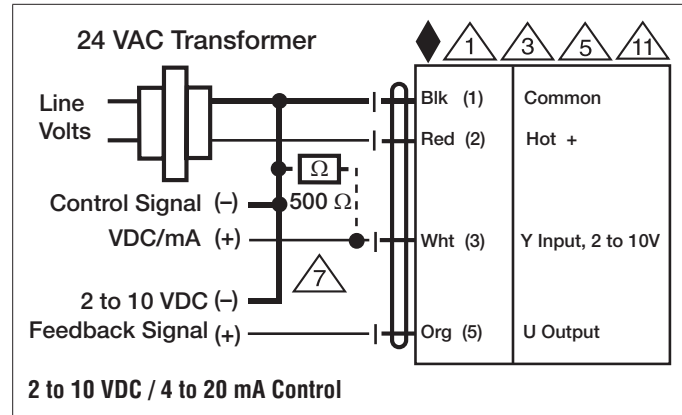 24 VAC Transformer
1 3 5 11
Line
Volts
Blk (1) Common
Red (2) Hot +
Ω
500 Ω
Control Signal (–)
VDC/mA (+)
Wht (3) Y Input, 2 to 10V
7
2 to 10 VDC (–)
Feedback Signal (+)
Org (5) U Output
2 to 10 VDC / 4 to 20 mA Control